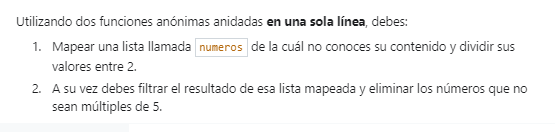 Utilizando dos funciones anónimas anidadas en una sola línea, debes:
1. Mapear una lista llamada numeros de la cuál no conoces su contenido y dividir sus
valores entre 2.
2. A su vez debes filtrar el resultado de esa lista mapeada y eliminar los números que no
sean múltiples de 5.